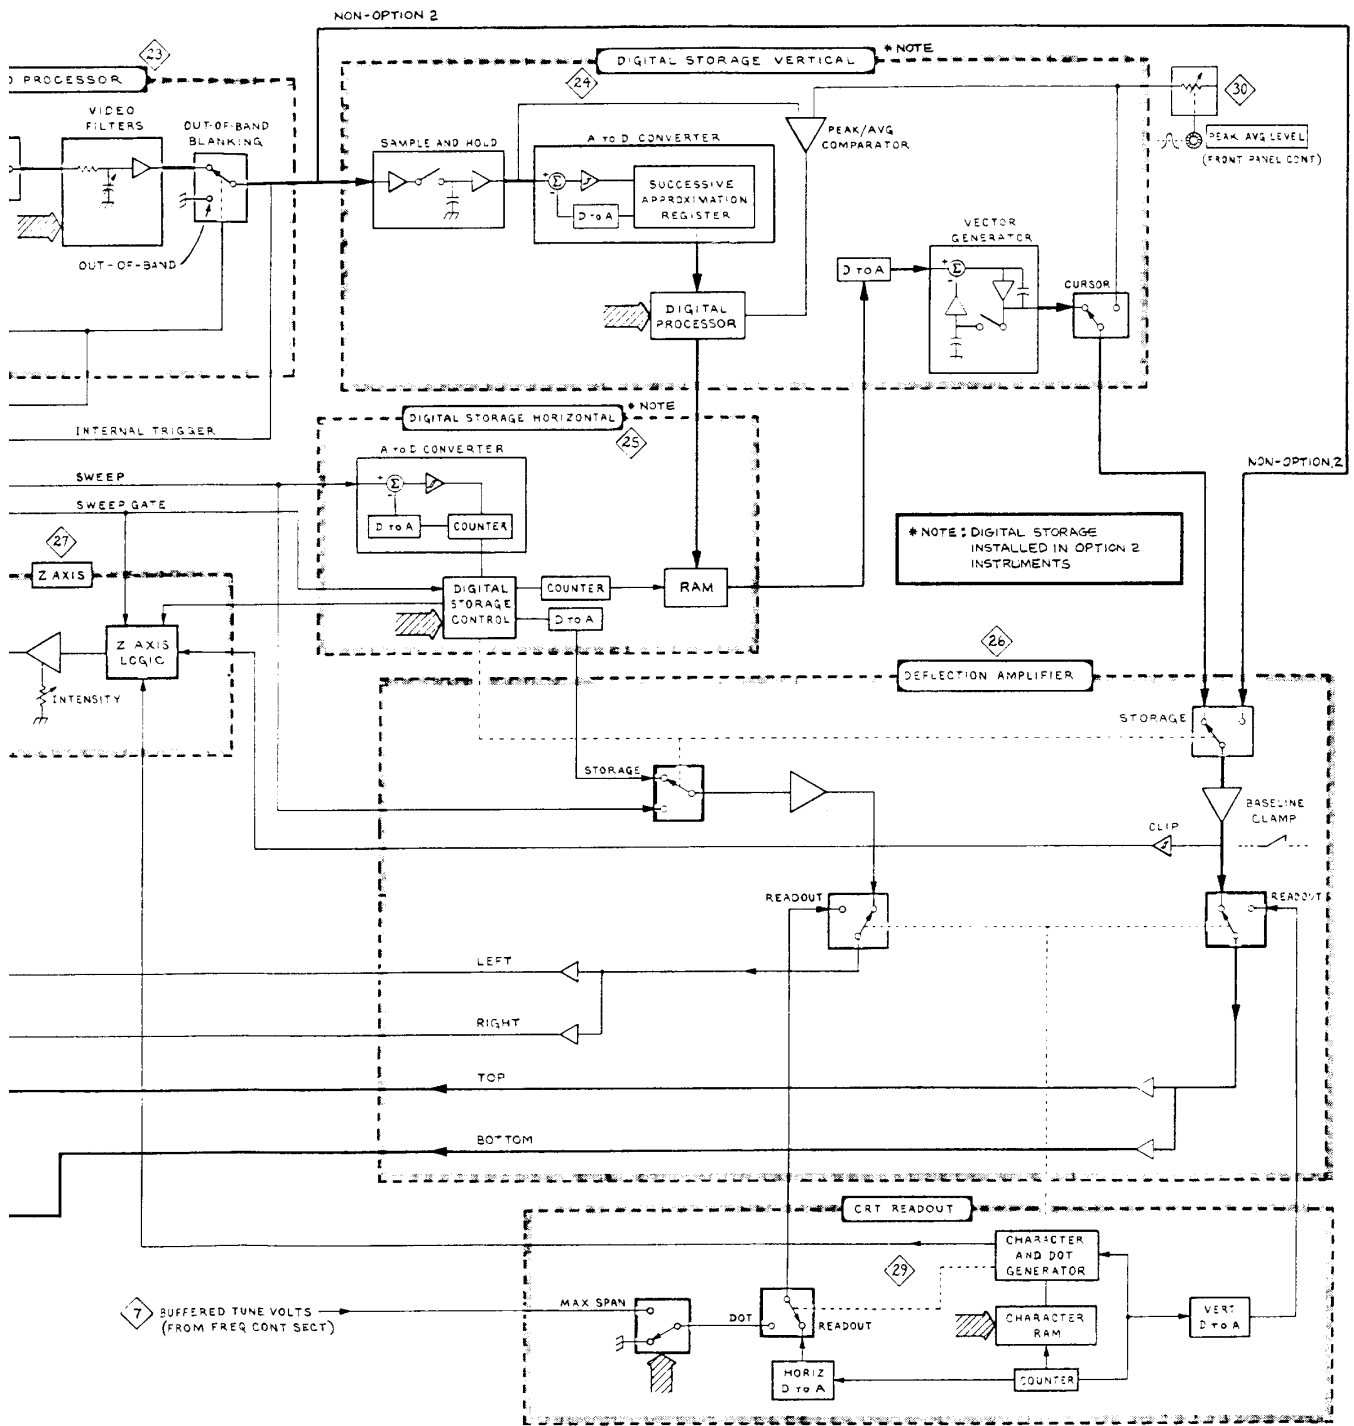 NON-OPTION 2
23
D PROCESSOR
VIDEO
FILTERS
OUT-OF-BAND
BLANKING
OUT-OF-BAND
INTERNAL TRIGGER
DIGITAL STORAGE VERTICAL
* NOTE
24
SAMPLE AND HOLD
A TO D CONVERTER
Σ
D TO A
SUCCESSIVE
APPROXIMATION
REGISTER
PEAK/AVG
COMPARATOR
30
PEAK AVG LEVEL
(FRONT PANEL CONT)
DIGITAL
PROCESSOR
D TO A
VECTOR
GENERATOR
Σ
CURSOR
DIGITAL STORAGE HORIZONTAL
* NOTE
25
A TO D CONVERTER
Σ
D TO A
COUNTER
SWEEP
SWEEP GATE
DIGITAL
STORAGE
CONTROL
COUNTER
D TO A
RAM
NON-OPTION 2
* NOTE: DIGITAL STORAGE
INSTALLED IN OPTION 2
INSTRUMENTS
27
Z AXIS
Z AXIS
LOGIC
INTENSITY
26
DEFLECTION AMPLIFIER
STORAGE
STORAGE
BASELINE
CLAMP
CLIP
READOUT
READOUT
LEFT
RIGHT
TOP
BOTTOM
CRT READOUT
29
CHARACTER
AND DOT
GENERATOR
7
BUFFERED TUNE VOLTS
(FROM FREQ CONT SECT)
MAX SPAN
DOT
READOUT
CHARACTER
RAM
VERT
D TO A
HORIZ
D TO A
COUNTER